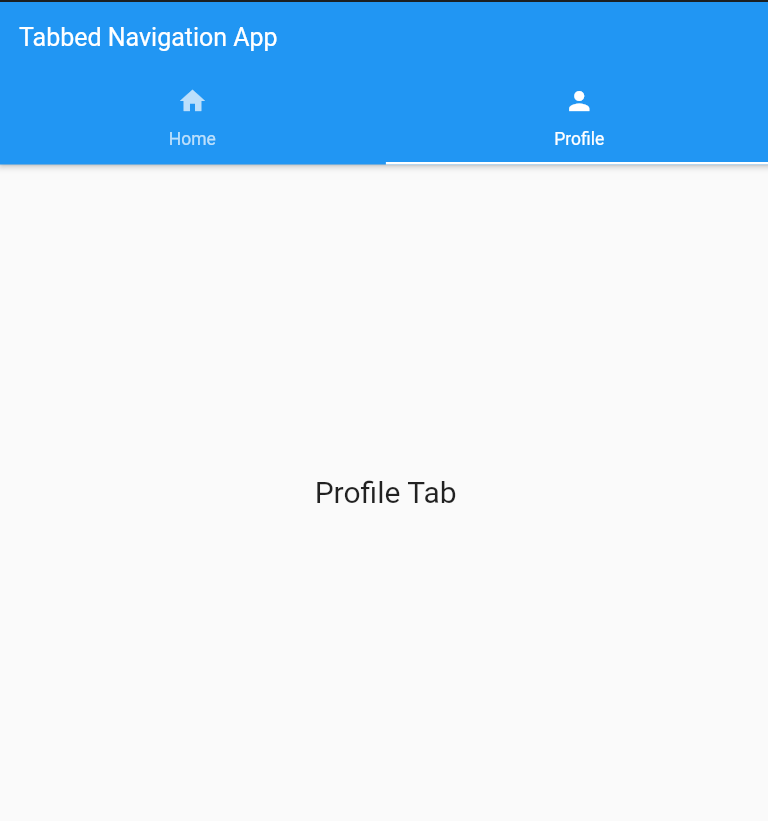 Tabbed Navigation App
Home
Profile
Profile Tab